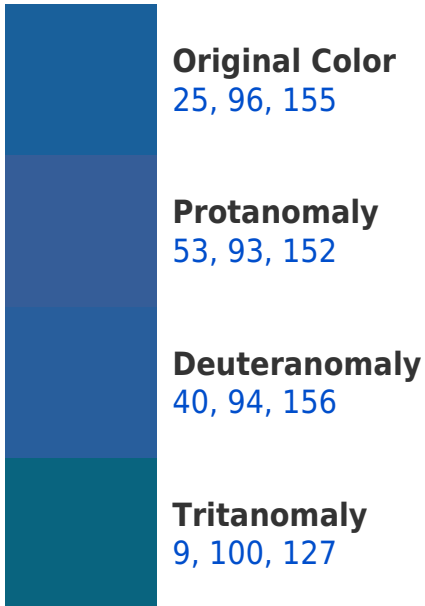 Original Color
25, 96, 155
Protanomaly
53, 93, 152
Deuteranomaly
40, 94, 156
Tritanomaly
9, 100, 127